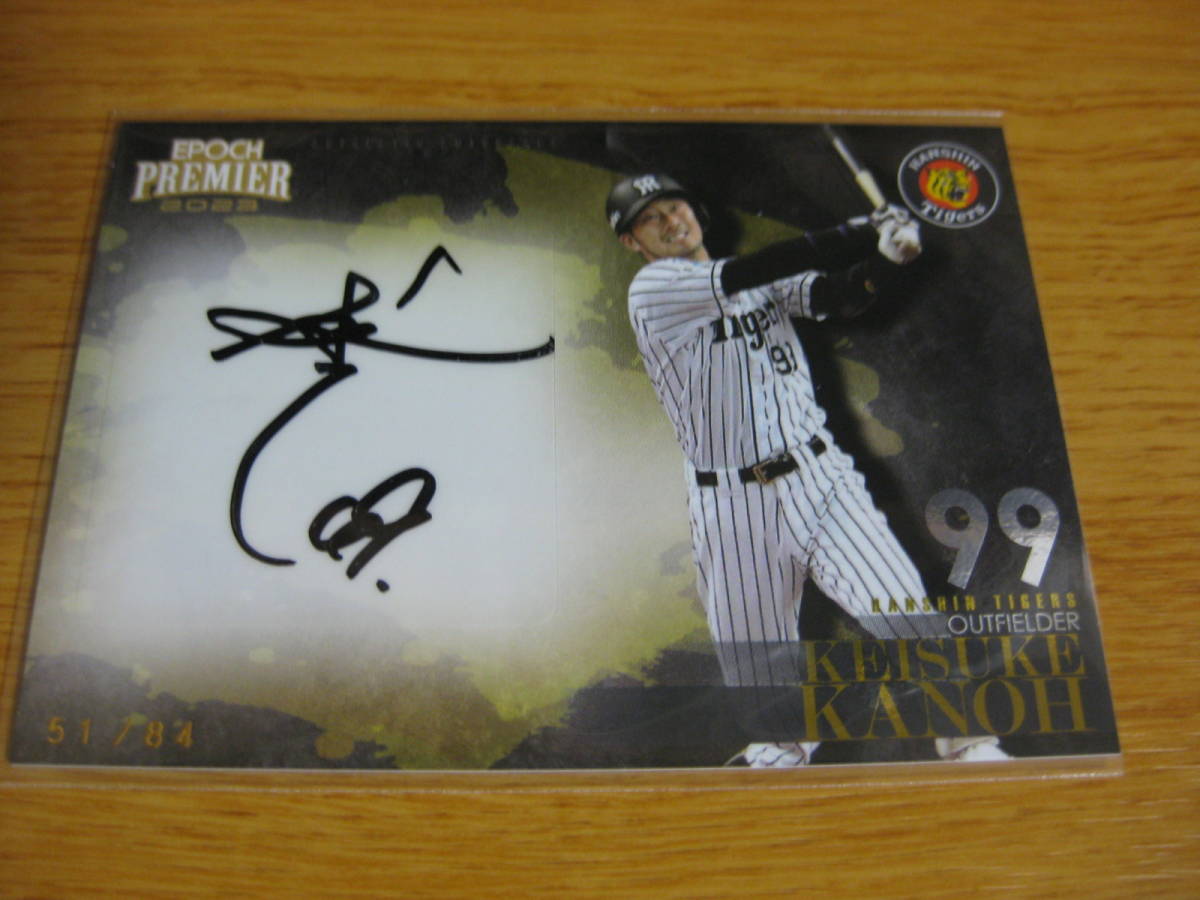 EPOCH
PREMIER
2023
HANSHIN
Tigers
Tigers
99
HANSHIN TIGERS
OUTFIELDER
KEISUKE
KANOH
51/84